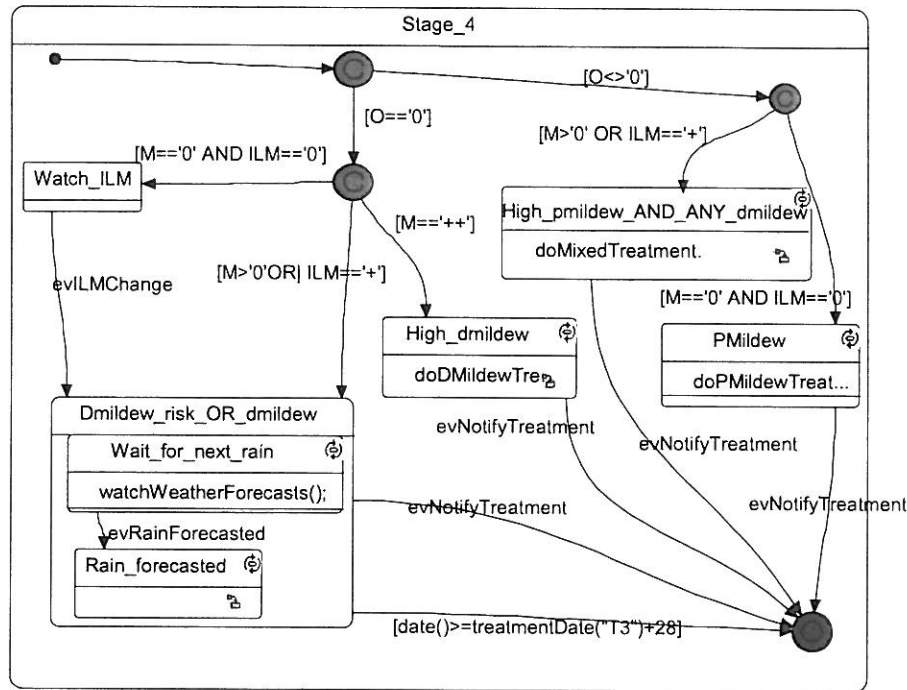 Stage_4
[O<>'0']
[O=='0']
[M>'0' OR ILM=='+']
[M=='0' AND ILM=='0']
Watch_ILM
High_pmildew_AND_ANY_dmildew
doMixedTreatment.
[M=='++']
evILMChange
[M>'0'OR| ILM=='+']
[M=='0' AND ILM=='0']
High_dmildew
doDMildewTre
PMildew
doPMildewTreat...
Dmildew_risk_OR_dmildew
Wait_for_next_rain
watchWeatherForecasts();
evNotifyTreatment
evNotifyTreatment
evNotifyTreatment
evNotifyTreatment
evRainForecasted
Rain_forecasted
[date()>=treatmentDate("T3")+28]